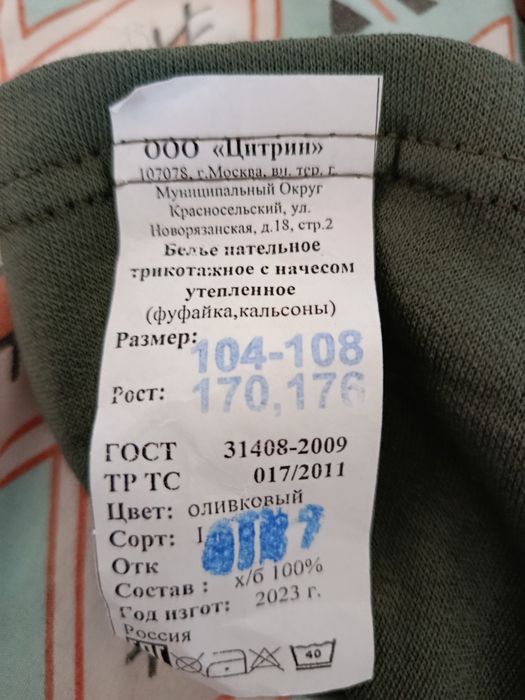 ООО «Цитрин»
107078, г.Москва, вн. тер. г.
Муниципальный Округ
Красносельский, ул.
Новорязанская, д.18, стр.2
Белье нательное
трикотажное с начесом
утепленное
(фуфайка,кальсоны)
Размер: 104-108
Рост: 170,176
ГОСТ 31408-2009
ТР ТС 017/2011
Цвет: оливковый
Сорт: I
Отк
Состав : х/б 100%
Год изгот: 2023 г.
Россия
40